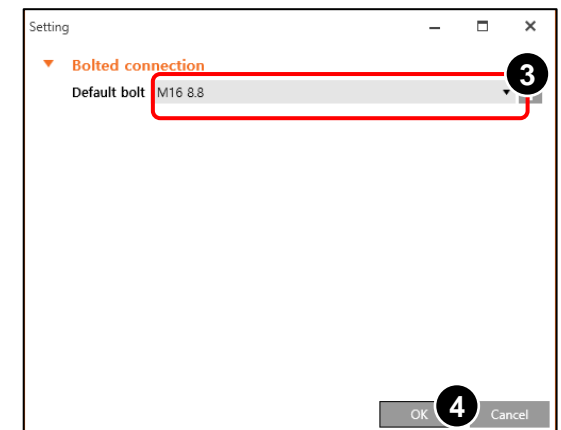 Setting
Bolted connection
3
Default bolt M16 8.8
OK 4 Cancel